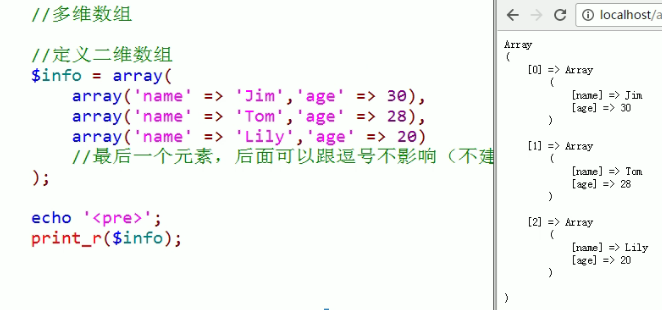 //多维数组
//定义二维数组
$info = array(
array('name' => 'Jim','age' => 30),
array('name' => 'Tom','age' => 28),
array('name' => 'Lily','age' => 20)
//最后一个元素，后面可以跟逗号不影响（不建
);
echo '<pre>';
print_r($info);
localhost/a
Array
(
[0] => Array
(
[name] => Jim
[age] => 30
)
[1] => Array
(
[name] => Tom
[age] => 28
)
[2] => Array
(
[name] => Lily
[age] => 20
)
)